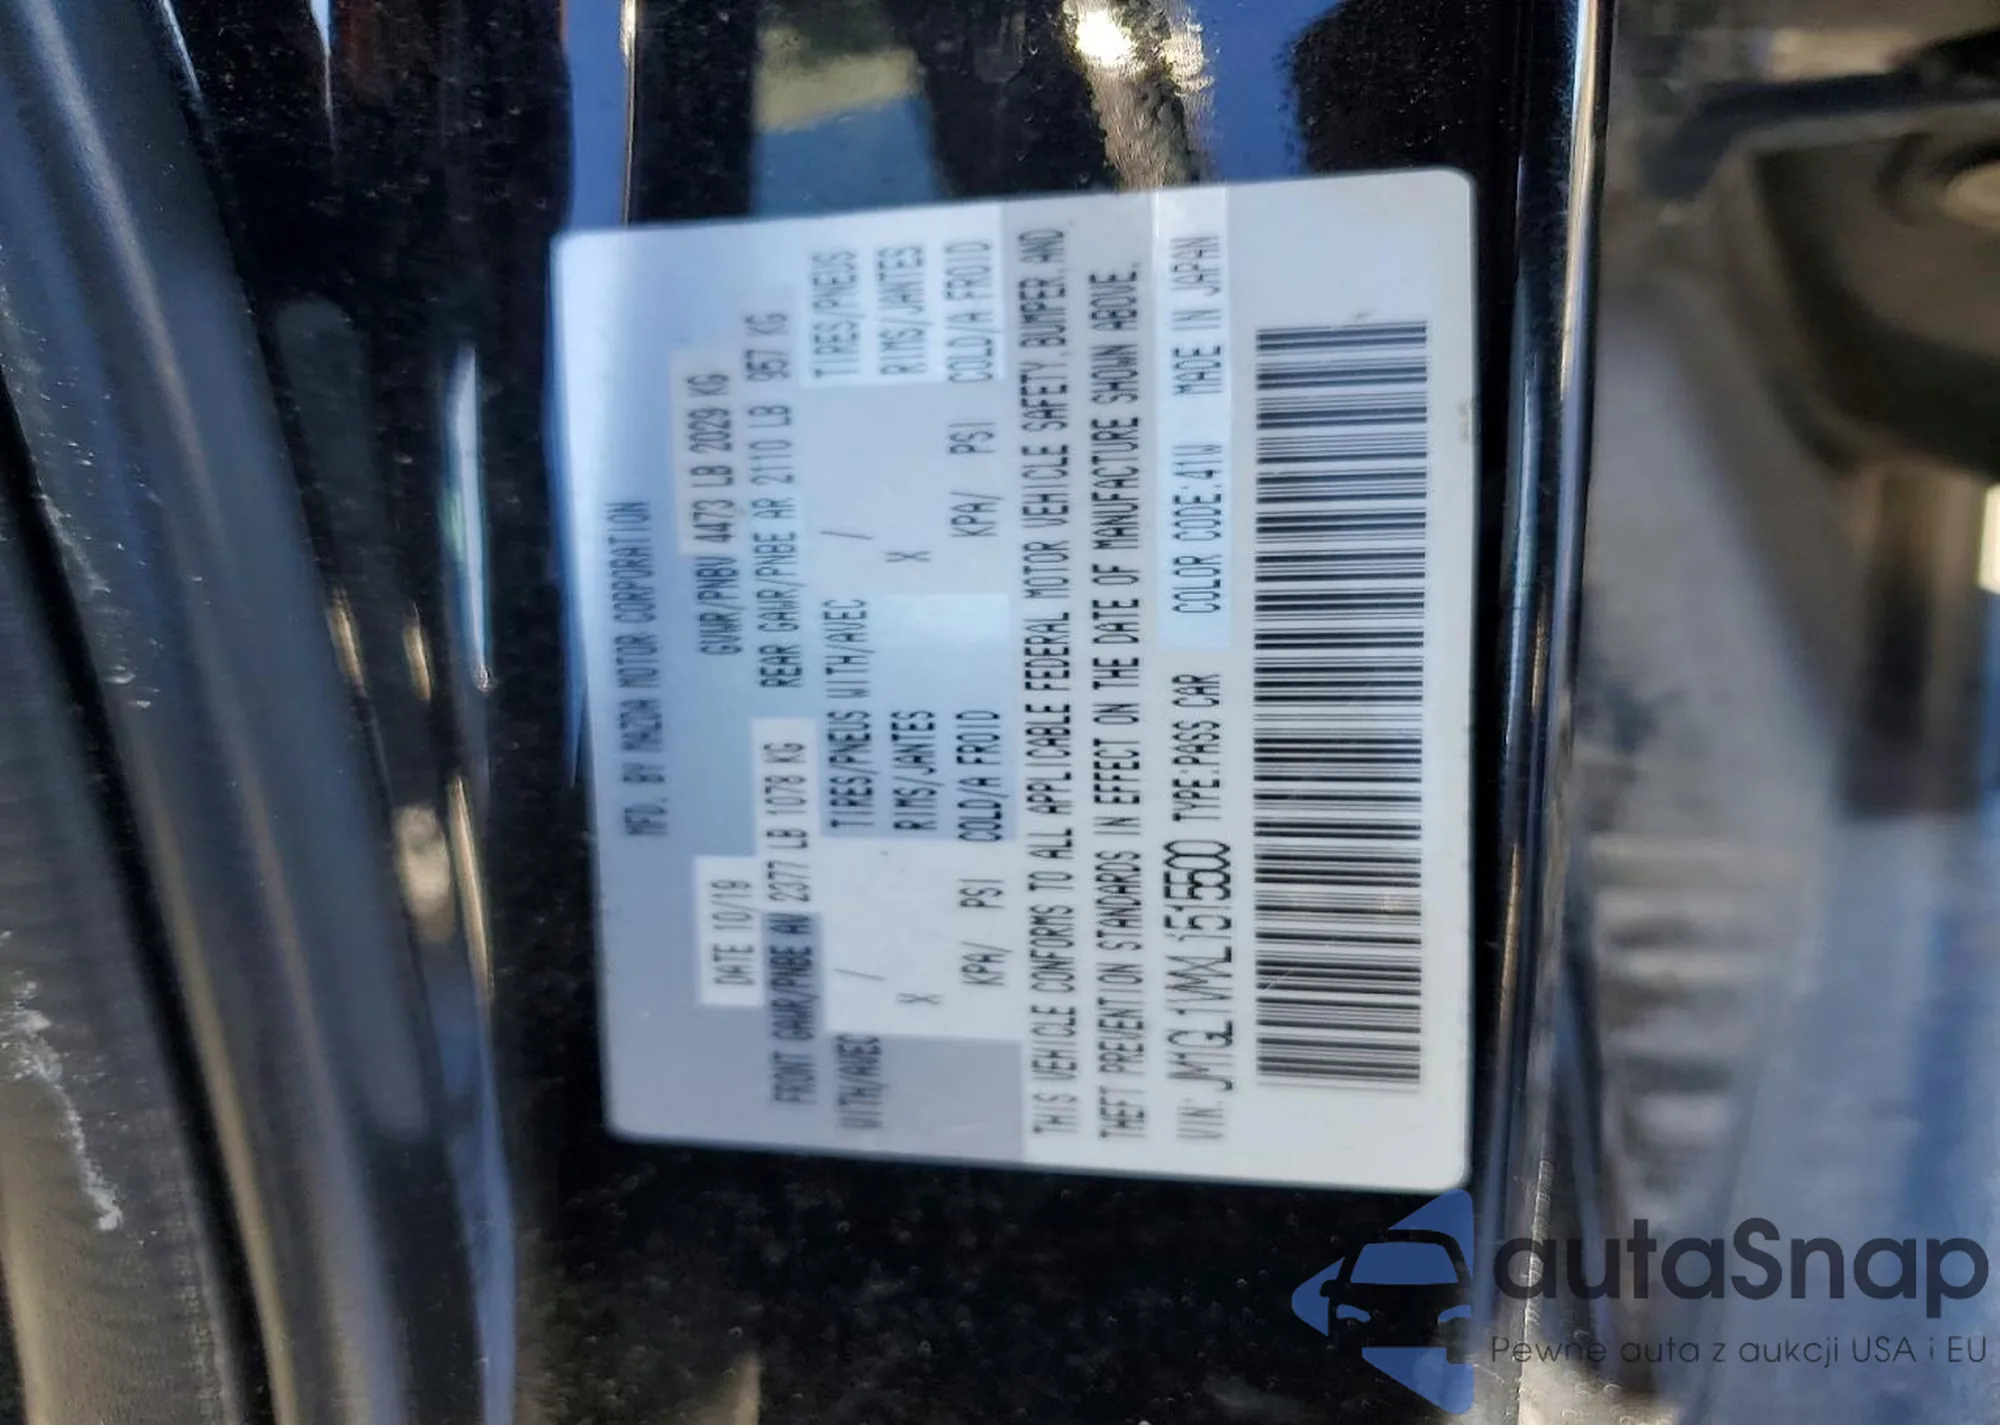 MFD. BY MAZDA MOTOR CORPORATION
DATE 10/19 GVWR/PNBV 4473 LB 2029 KG
FRONT GAWR/PNBE AV 2377 LB 1078 KG REAR GAWR/PNBE AR 2110 LB 957 KG
WITH/AVEC / TIRES/PNEUS WITH/AVEC / TIRES/PNEUS
X RIMS/JANTES X RIMS/JANTES
KPA/ PSI COLD/A FROID KPA/ PSI COLD/A FROID
THIS VEHICLE CONFORMS TO ALL APPLICABLE FEDERAL MOTOR VEHICLE SAFETY, BUMPER, AND
THEFT PREVENTION STANDARDS IN EFFECT ON THE DATE OF MANUFACTURE SHOWN ABOVE.
VIN: JM1GL1VMXL1515500 TYPE:PASS CAR COLOR CODE:41W MADE IN JAPAN
autaSnap
Pewne auta z aukcji USA i EU